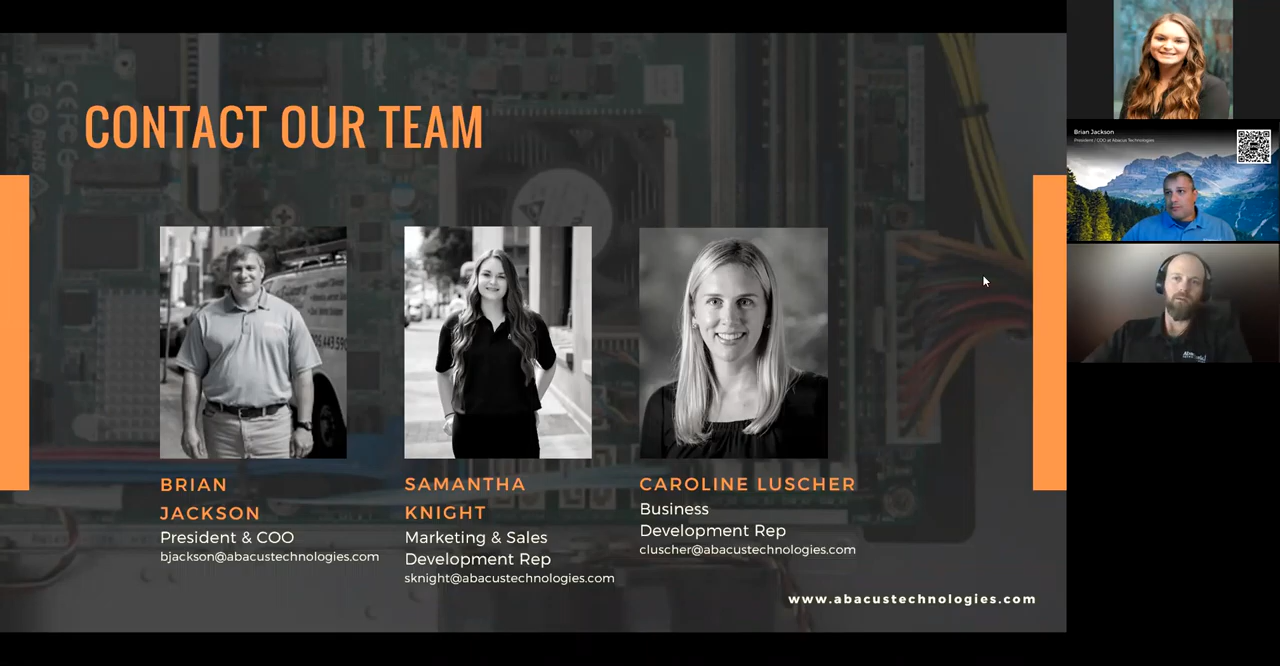 CONTACT OUR TEAM
BRIAN
JACKSON
President & COO
bjackson@abacustechnologies.com
SAMANTHA
KNIGHT
Marketing & Sales
Development Rep
sknight@abacustechnologies.com
CAROLINE LUSCHER
Business
Development Rep
cluscher@abacustechnologies.com
www.abacustechnologies.com
Brian Jackson
President / COO at Abacus Technologies